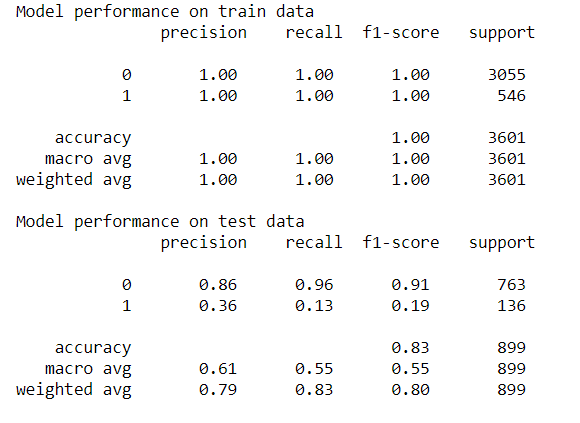 Model performance on train data
precision recall f1-score support
0 1.00 1.00 1.00 3055
1 1.00 1.00 1.00 546
accuracy 1.00 3601
macro avg 1.00 1.00 1.00 3601
weighted avg 1.00 1.00 1.00 3601
Model performance on test data
precision recall f1-score support
0 0.86 0.96 0.91 763
1 0.36 0.13 0.19 136
accuracy 0.83 899
macro avg 0.61 0.55 0.55 899
weighted avg 0.79 0.83 0.80 899